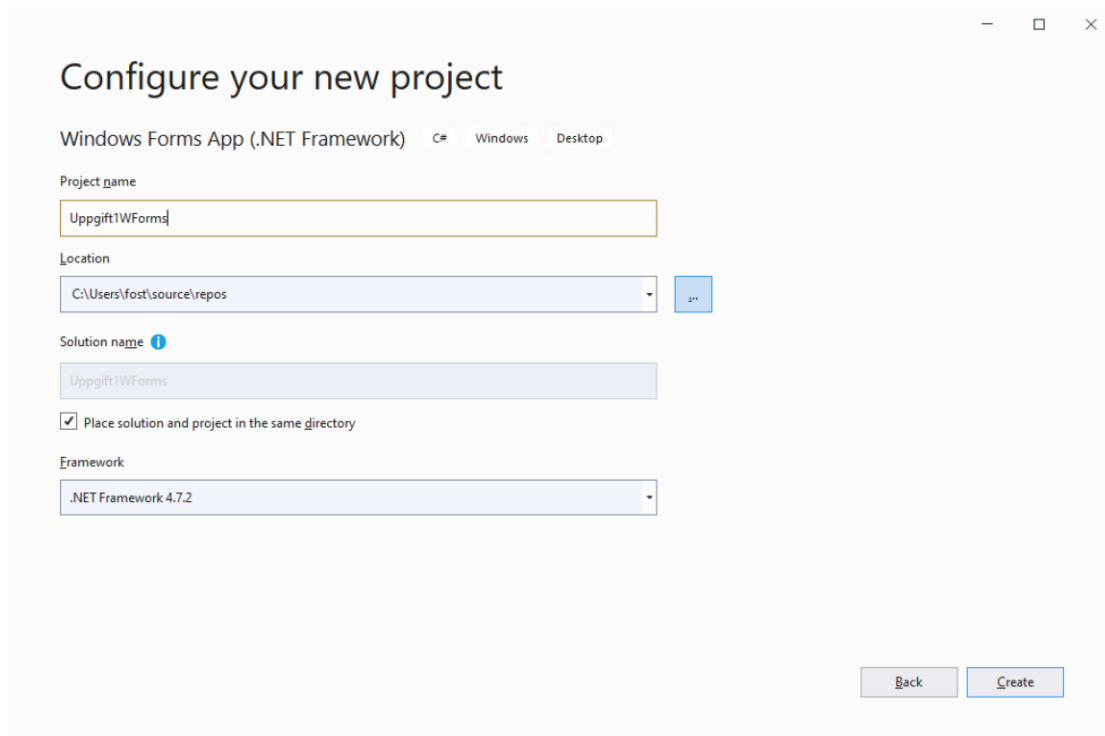 Configure your new project
Windows Forms App (.NET Framework) C# Windows Desktop
Project name
Uppgift1WForms
Location
C:\Users\fost\source\repos
...
Solution name
Uppgift1WForms
Place solution and project in the same directory
Framework
.NET Framework 4.7.2
Back Create